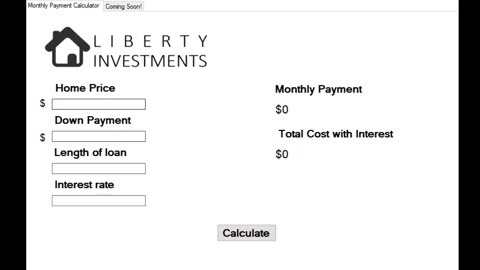 Monthly Payment Calculator Coming Soon!
LIBERTY
INVESTMENTS
Home Price
$
Down Payment
$
Length of loan
Interest rate
Monthly Payment
$0
Total Cost with Interest
$0
Calculate